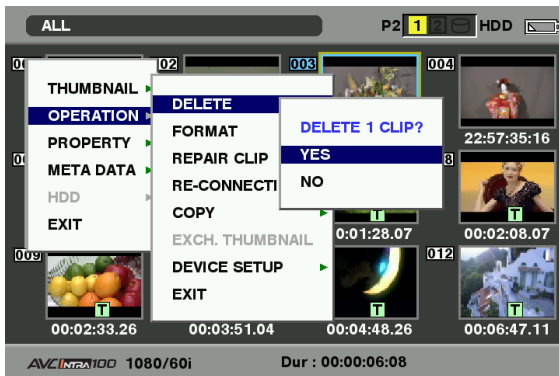 ALL
P2 1 2 HDD
02
003
004
THUMBNAIL
OPERATION
PROPERTY
META DATA
HDD
EXIT
DELETE
FORMAT
REPAIR CLIP
RE-CONNECTI
COPY
EXCH. THUMBNAIL
DEVICE SETUP
EXIT
DELETE 1 CLIP?
YES
NO
22:57:35:16
8
T
T
0:01:28.07
00:02:08.07
009
012
T
T
T
00:02:33.26
00:03:51.04
00:04:48.26
00:06:47.11
AVC INTRA 100 1080/60i
Dur : 00:00:06:08